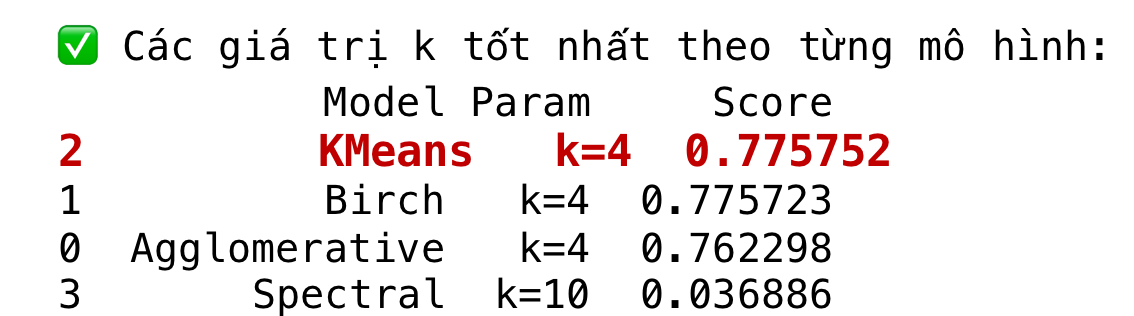 ✅ Các giá trị k tốt nhất theo từng mô hình:
Model Param Score
2 KMeans k=4 0.775752
1 Birch k=4 0.775723
0 Agglomerative k=4 0.762298
3 Spectral k=10 0.036886